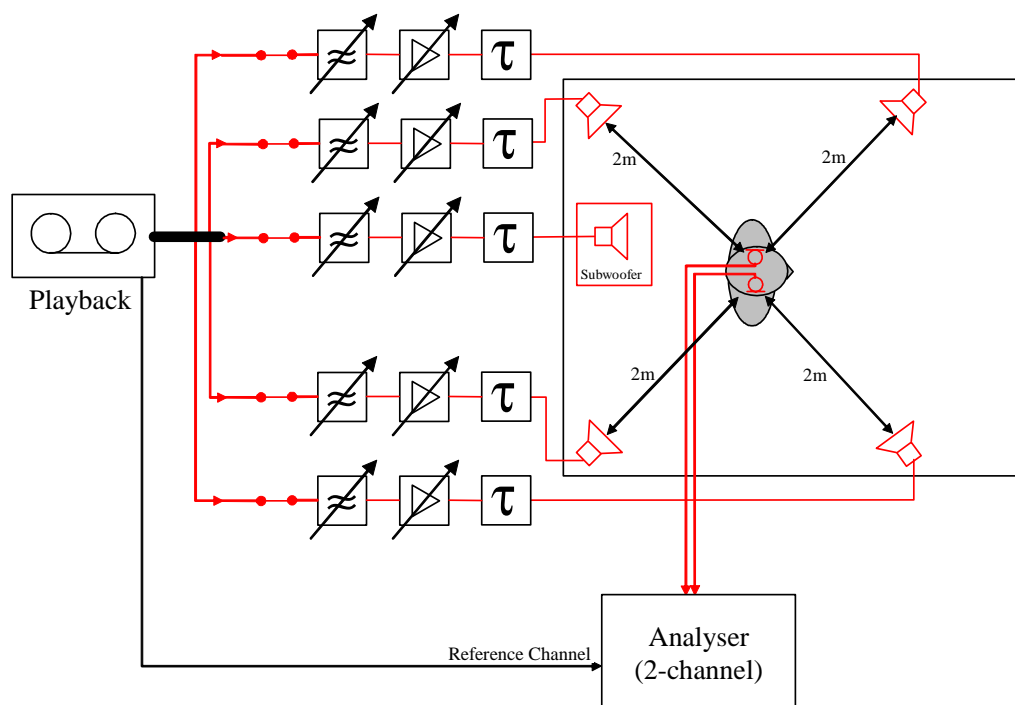 τ
τ
2m
2m
τ
Subwoofer
Playback
τ
2m
2m
τ
Analyser
Reference Channel
(2-channel)